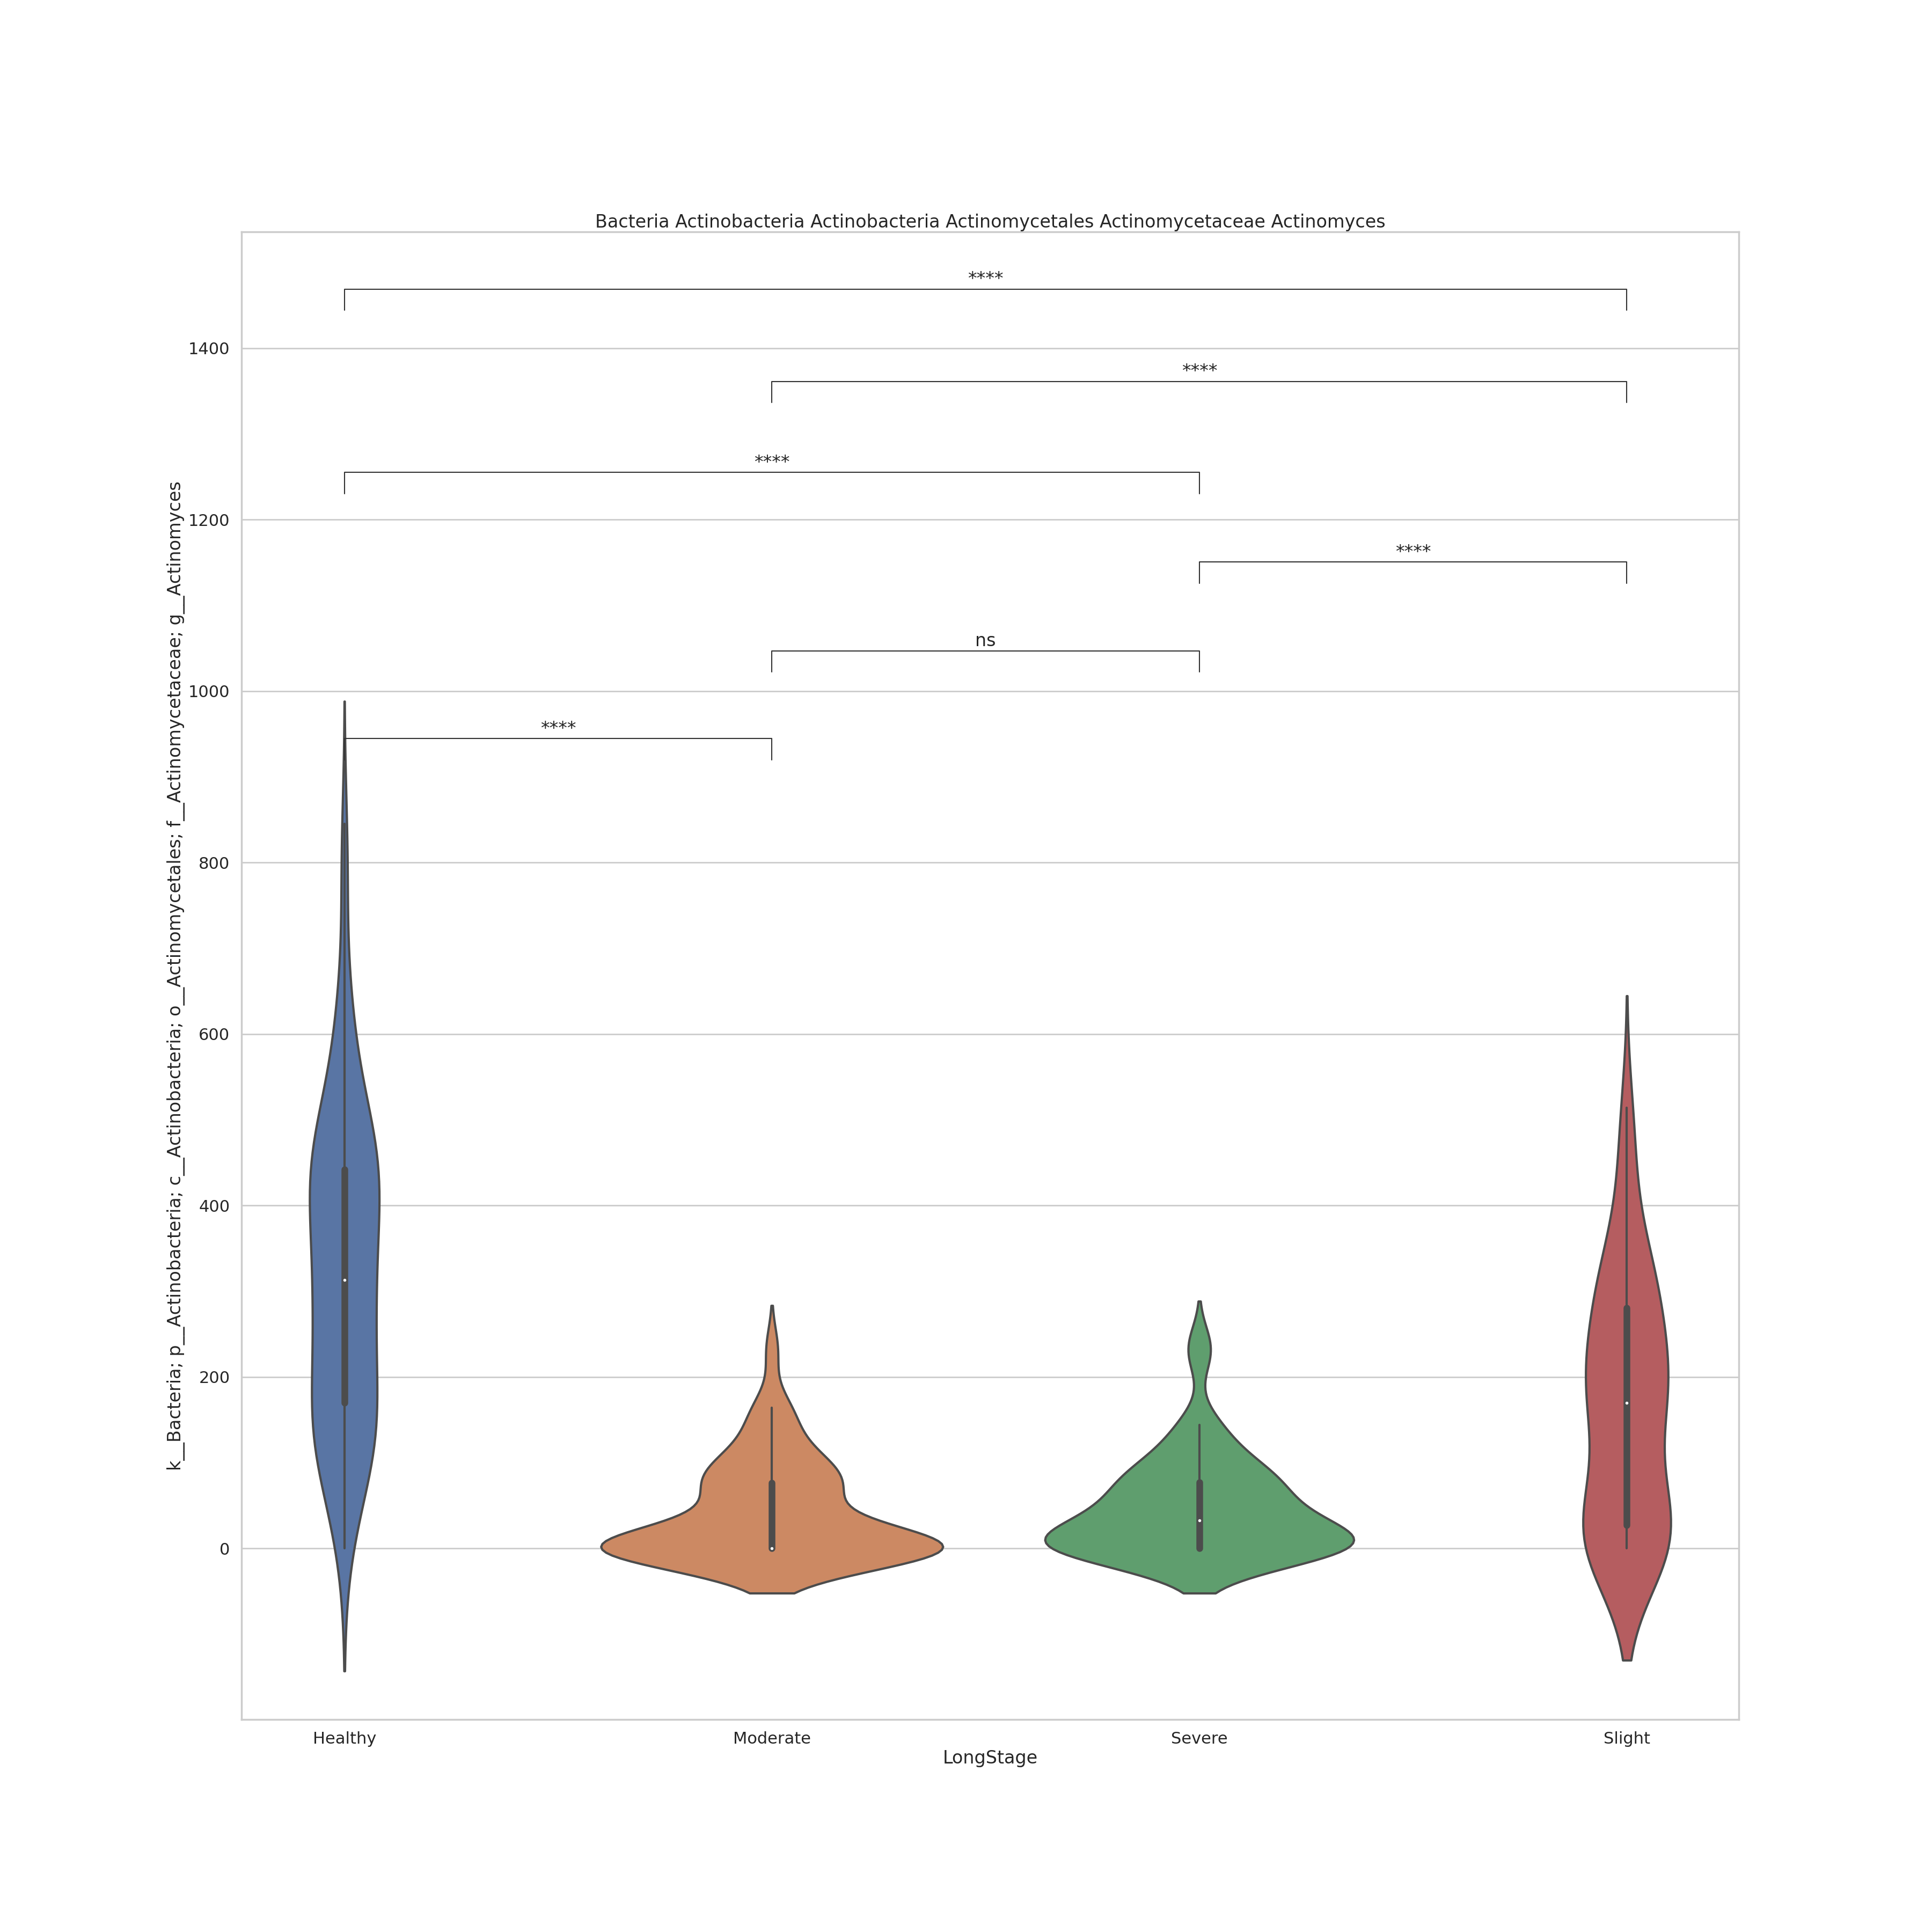 Bacteria Actinobacteria Actinobacteria Actinomycetales Actinomycetaceae Actinomyces
****
1400
****
****
1200
****
ns
1000
****
800
600
400
200
0
k__Bacteria; p__Actinobacteria; c__Actinobacteria; o__Actinomycetales; f__Actinomycetaceae; g__Actinomyces
Healthy Moderate Severe Slight
LongStage